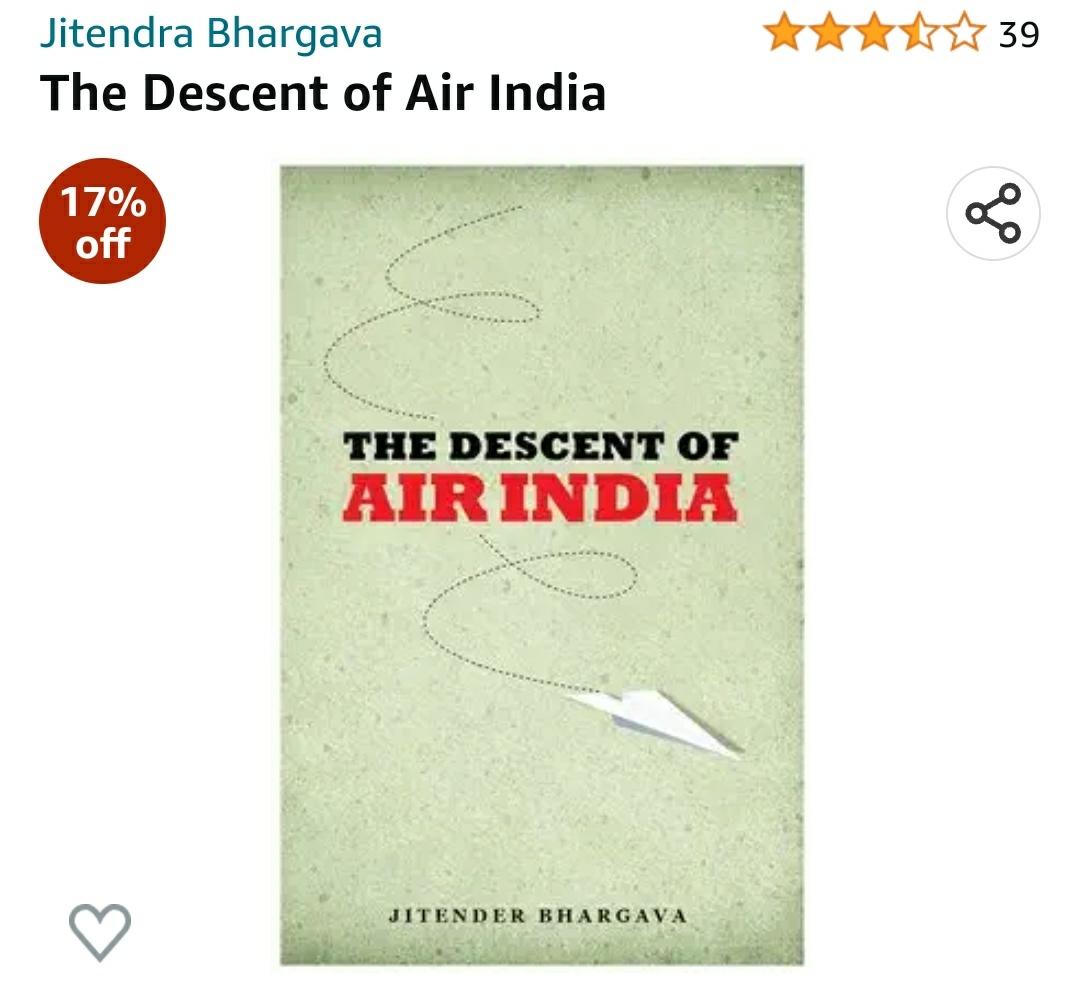 Jitendra Bhargava
39
The Descent of Air India
17%
off
THE DESCENT OF
AIR INDIA
JITENDER BHARGAVA